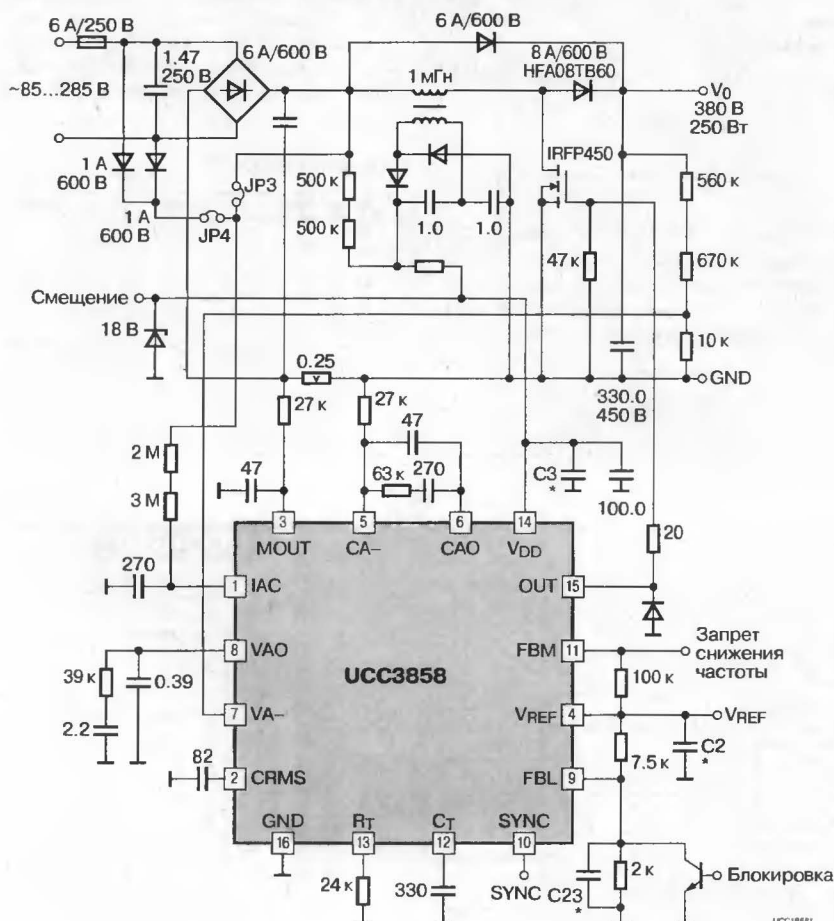 6 А/250 В
1.47
250 В
6 А/600 В
~85...285 В
6 А/600 В
1 мГн
8 А/600 В
HFA08TB60
V0
380 В
250 Вт
1 А
600 В
1 А
600 В
JP3
JP4
500 к
500 к
1.0
1.0
IRFP450
560 к
47 к
670 к
Смещение
18 В
10 к
0.25
GND
27 к
27 к
330.0
450 В
47
2 М
63 к
270
47
C3
*
100.0
3 М
3
5
6
14
20
MOUT
CA–
CAO
VDD
270
1
IAC
OUT
15
8
VAO
FBM
11
Запрет
снижения
частоты
39 к
0.39
UCC3858
100 к
7
VA–
VREF
4
VREF
2.2
7.5 к
C2
*
82
2
CRMS
FBL
9
GND
RT
CT
SYNC
16
13
12
10
24 к
330
SYNC
C23
*
2 к
Блокировка